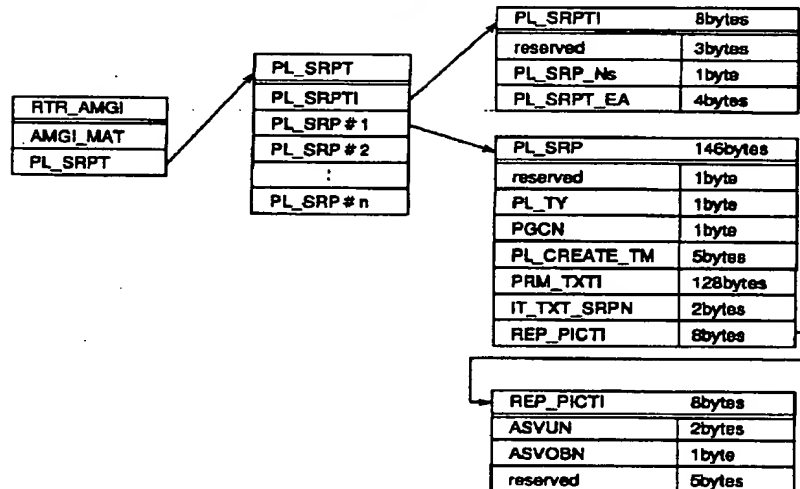 RTR_AMGI
AMGI_MAT
PL_SRPT
PL_SRPT
PL_SRPTI
PL_SRP # 1
PL_SRP # 2
:
PL_SRP # n
PL_SRPTI 8bytes
reserved 3bytes
PL_SRP_Ns 1byte
PL_SRPT_EA 4bytes
PL_SRP 146bytes
reserved 1byte
PL_TY 1byte
PGCN 1byte
PL_CREATE_TM 5bytes
PRM_TXTI 128bytes
IT_TXT_SRPN 2bytes
REP_PICTI 8bytes
REP_PICTI 8bytes
ASVUN 2bytes
ASVOBN 1byte
reserved 5bytes